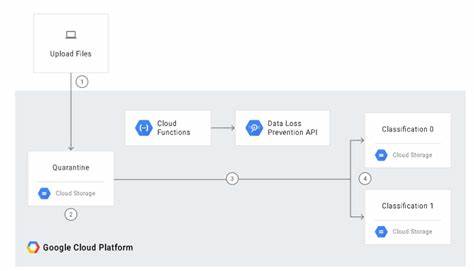 Upload Files
1
Cloud
Functions
Data Loss
Prevention API
Classification 0
Cloud Storage
Quarantine
Cloud Storage
2
3
4
Classification 1
Cloud Storage
Google Cloud Platform